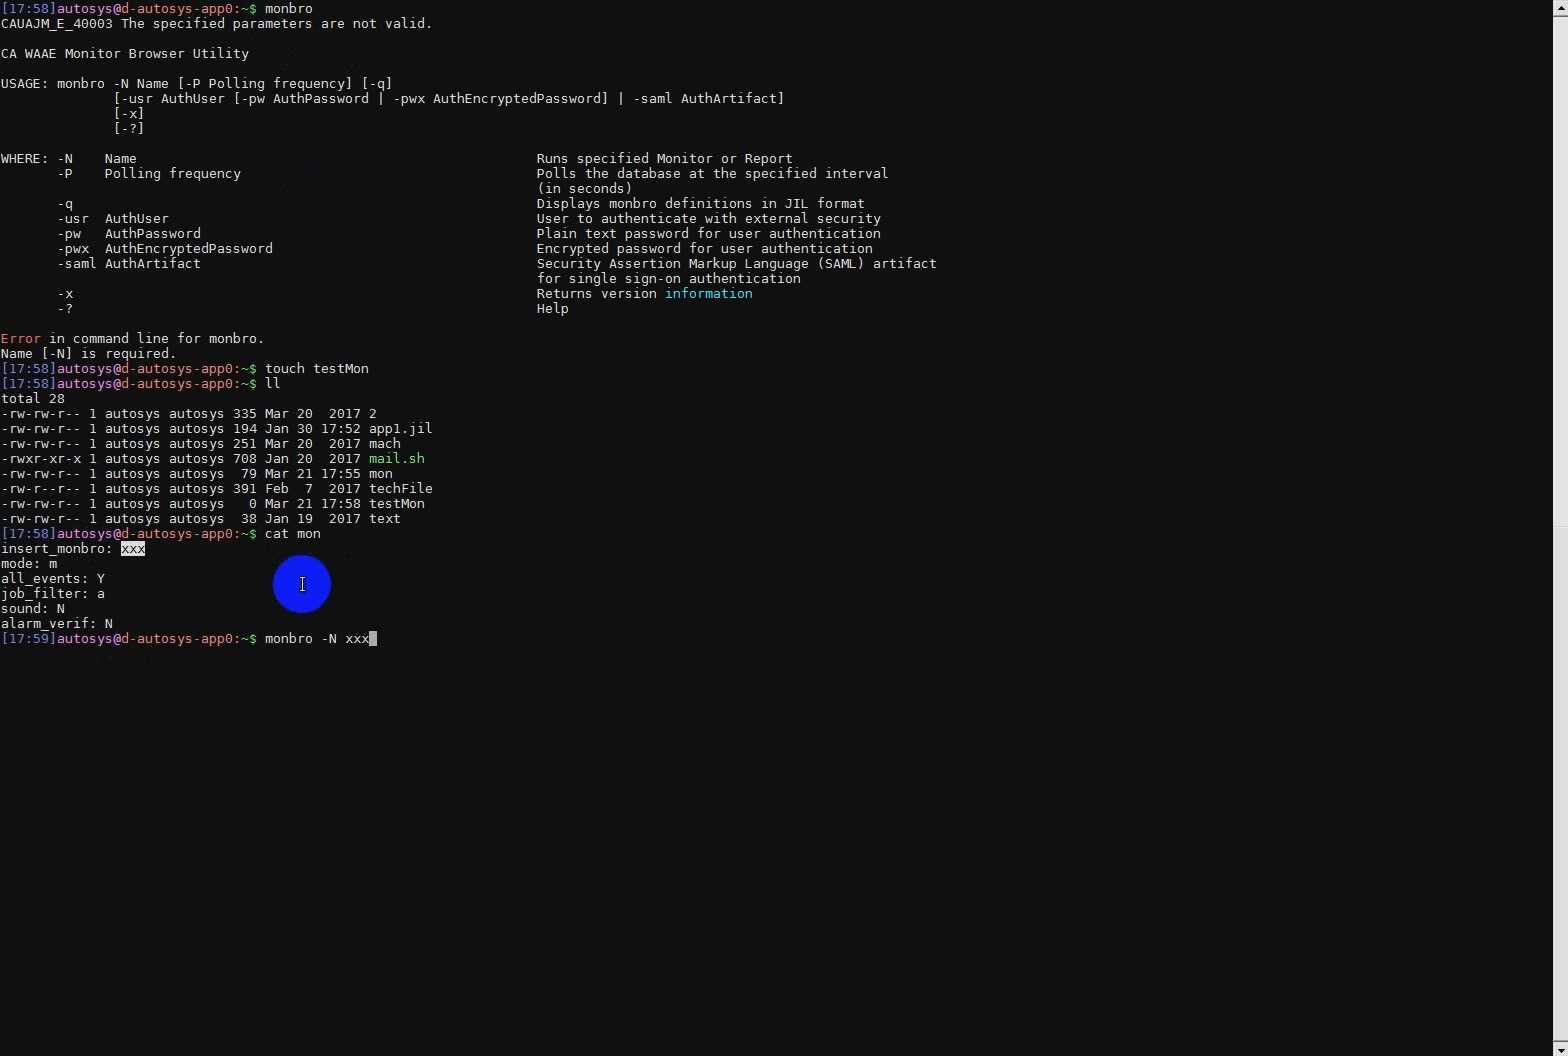 [17:58]autosys@d-autosys-app0:~$ monbro
CAUAJM_E_40003 The specified parameters are not valid.
CA WAAE Monitor Browser Utility
USAGE: monbro -N Name [-P Polling frequency] [-q]
[-usr AuthUser [-pw AuthPassword | -pwx AuthEncryptedPassword] | -saml AuthArtifact]
[-x]
[-?]
WHERE: -N    Name    Runs specified Monitor or Report
-P    Polling frequency    Polls the database at the specified interval
(in seconds)
-q    Displays monbro definitions in JIL format
-usr  AuthUser    User to authenticate with external security
-pw   AuthPassword    Plain text password for user authentication
-pwx  AuthEncryptedPassword    Encrypted password for user authentication
-saml AuthArtifact    Security Assertion Markup Language (SAML) artifact
for single sign-on authentication
-x    Returns version information
-?    Help
Error in command line for monbro.
Name [-N] is required.
[17:58]autosys@d-autosys-app0:~$ touch testMon
[17:58]autosys@d-autosys-app0:~$ ll
total 28
-rw-rw-r-- 1 autosys autosys 335 Mar 20  2017 2
-rw-rw-r-- 1 autosys autosys 194 Jan 30 17:52 app1.jil
-rw-rw-r-- 1 autosys autosys 251 Mar 20  2017 mach
-rwxr-xr-x 1 autosys autosys 708 Jan 20  2017 mail.sh
-rw-rw-r-- 1 autosys autosys  79 Mar 21 17:55 mon
-rw-r--r-- 1 autosys autosys 391 Feb  7  2017 techFile
-rw-rw-r-- 1 autosys autosys   0 Mar 21 17:58 testMon
-rw-rw-r-- 1 autosys autosys  38 Jan 19  2017 text
[17:58]autosys@d-autosys-app0:~$ cat mon
insert_monbro: xxx
mode: m
all_events: Y
job_filter: a
sound: N
alarm_verif: N
[17:59]autosys@d-autosys-app0:~$ monbro -N xxx